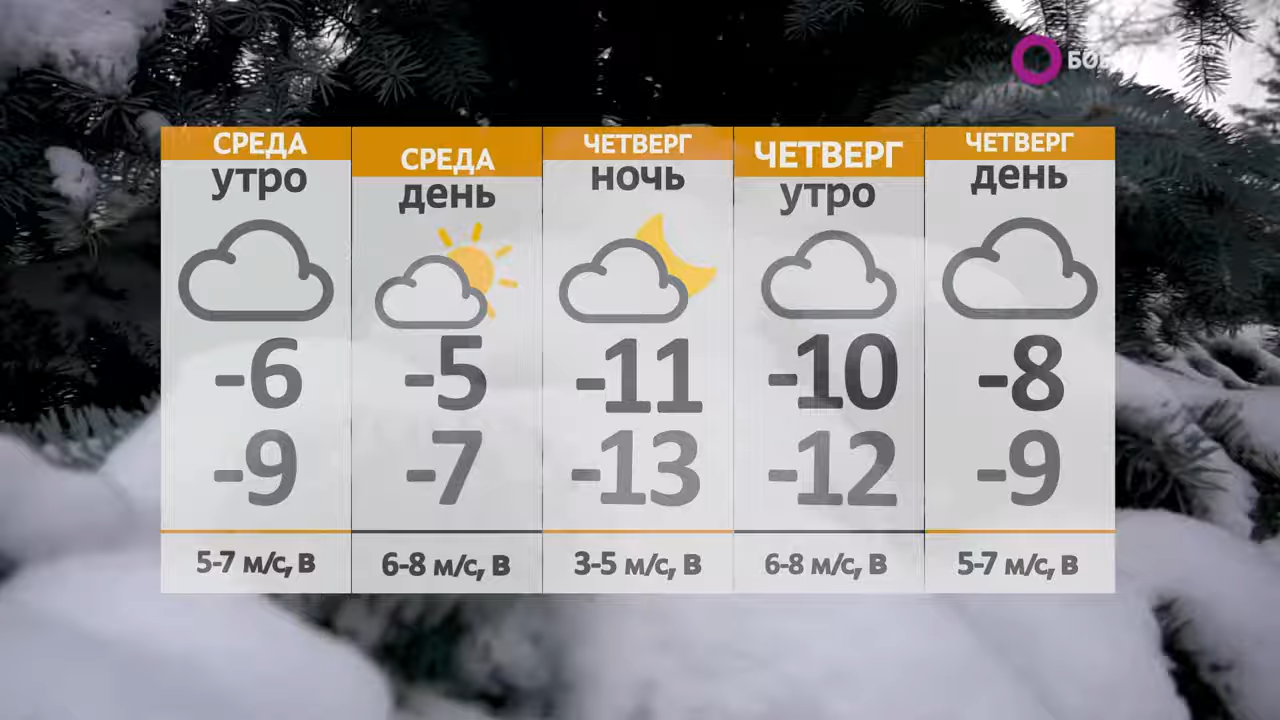 СРЕДА
утро
-6
-9
5-7 м/с, В
СРЕДА
день
-5
-7
6-8 м/с, В
ЧЕТВЕРГ
ночь
-11
-13
3-5 м/с, В
ЧЕТВЕРГ
утро
-10
-12
6-8 м/с, В
ЧЕТВЕРГ
день
-8
-9
5-7 м/с, В